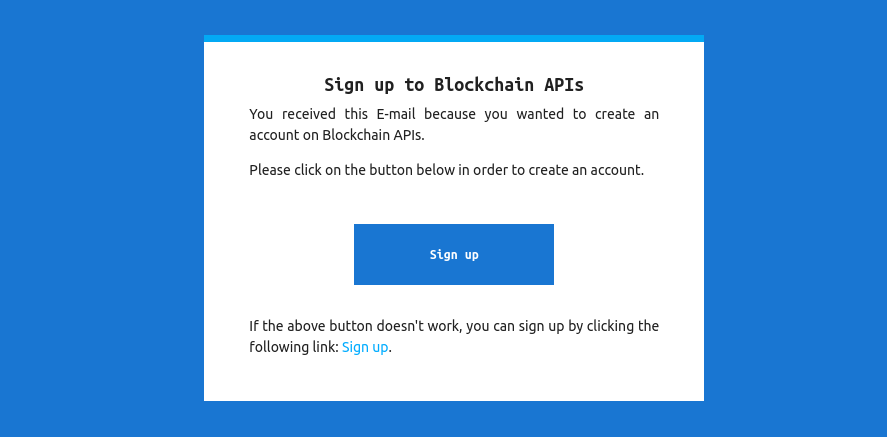 Sign up to Blockchain APIs
You received this E-mail because you wanted to create an
account on Blockchain APIs.
Please click on the button below in order to create an account.
Sign up
If the above button doesn't work, you can sign up by clicking the
following link: Sign up.